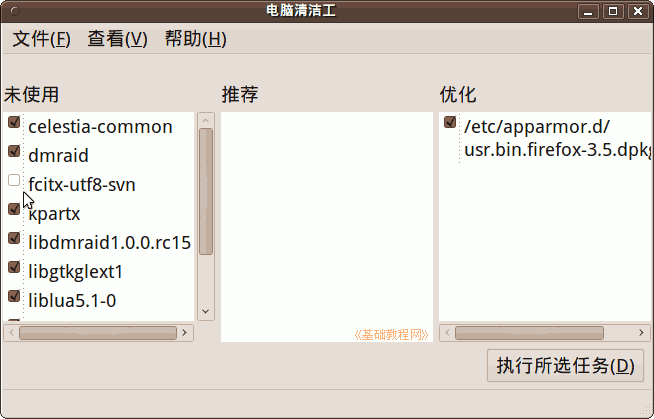 电脑清洁工
文件(F) 查看(V) 帮助(H)
未使用
celestia-common
dmraid
fcitx-utf8-svn
kpartx
libdmraid1.0.0.rc15
libgtkglext1
liblua5.1-0
推荐
《基础教程网》
优化
/etc/apparmor.d/
usr.bin.firefox-3.5.dpkg
执行所选任务(D)